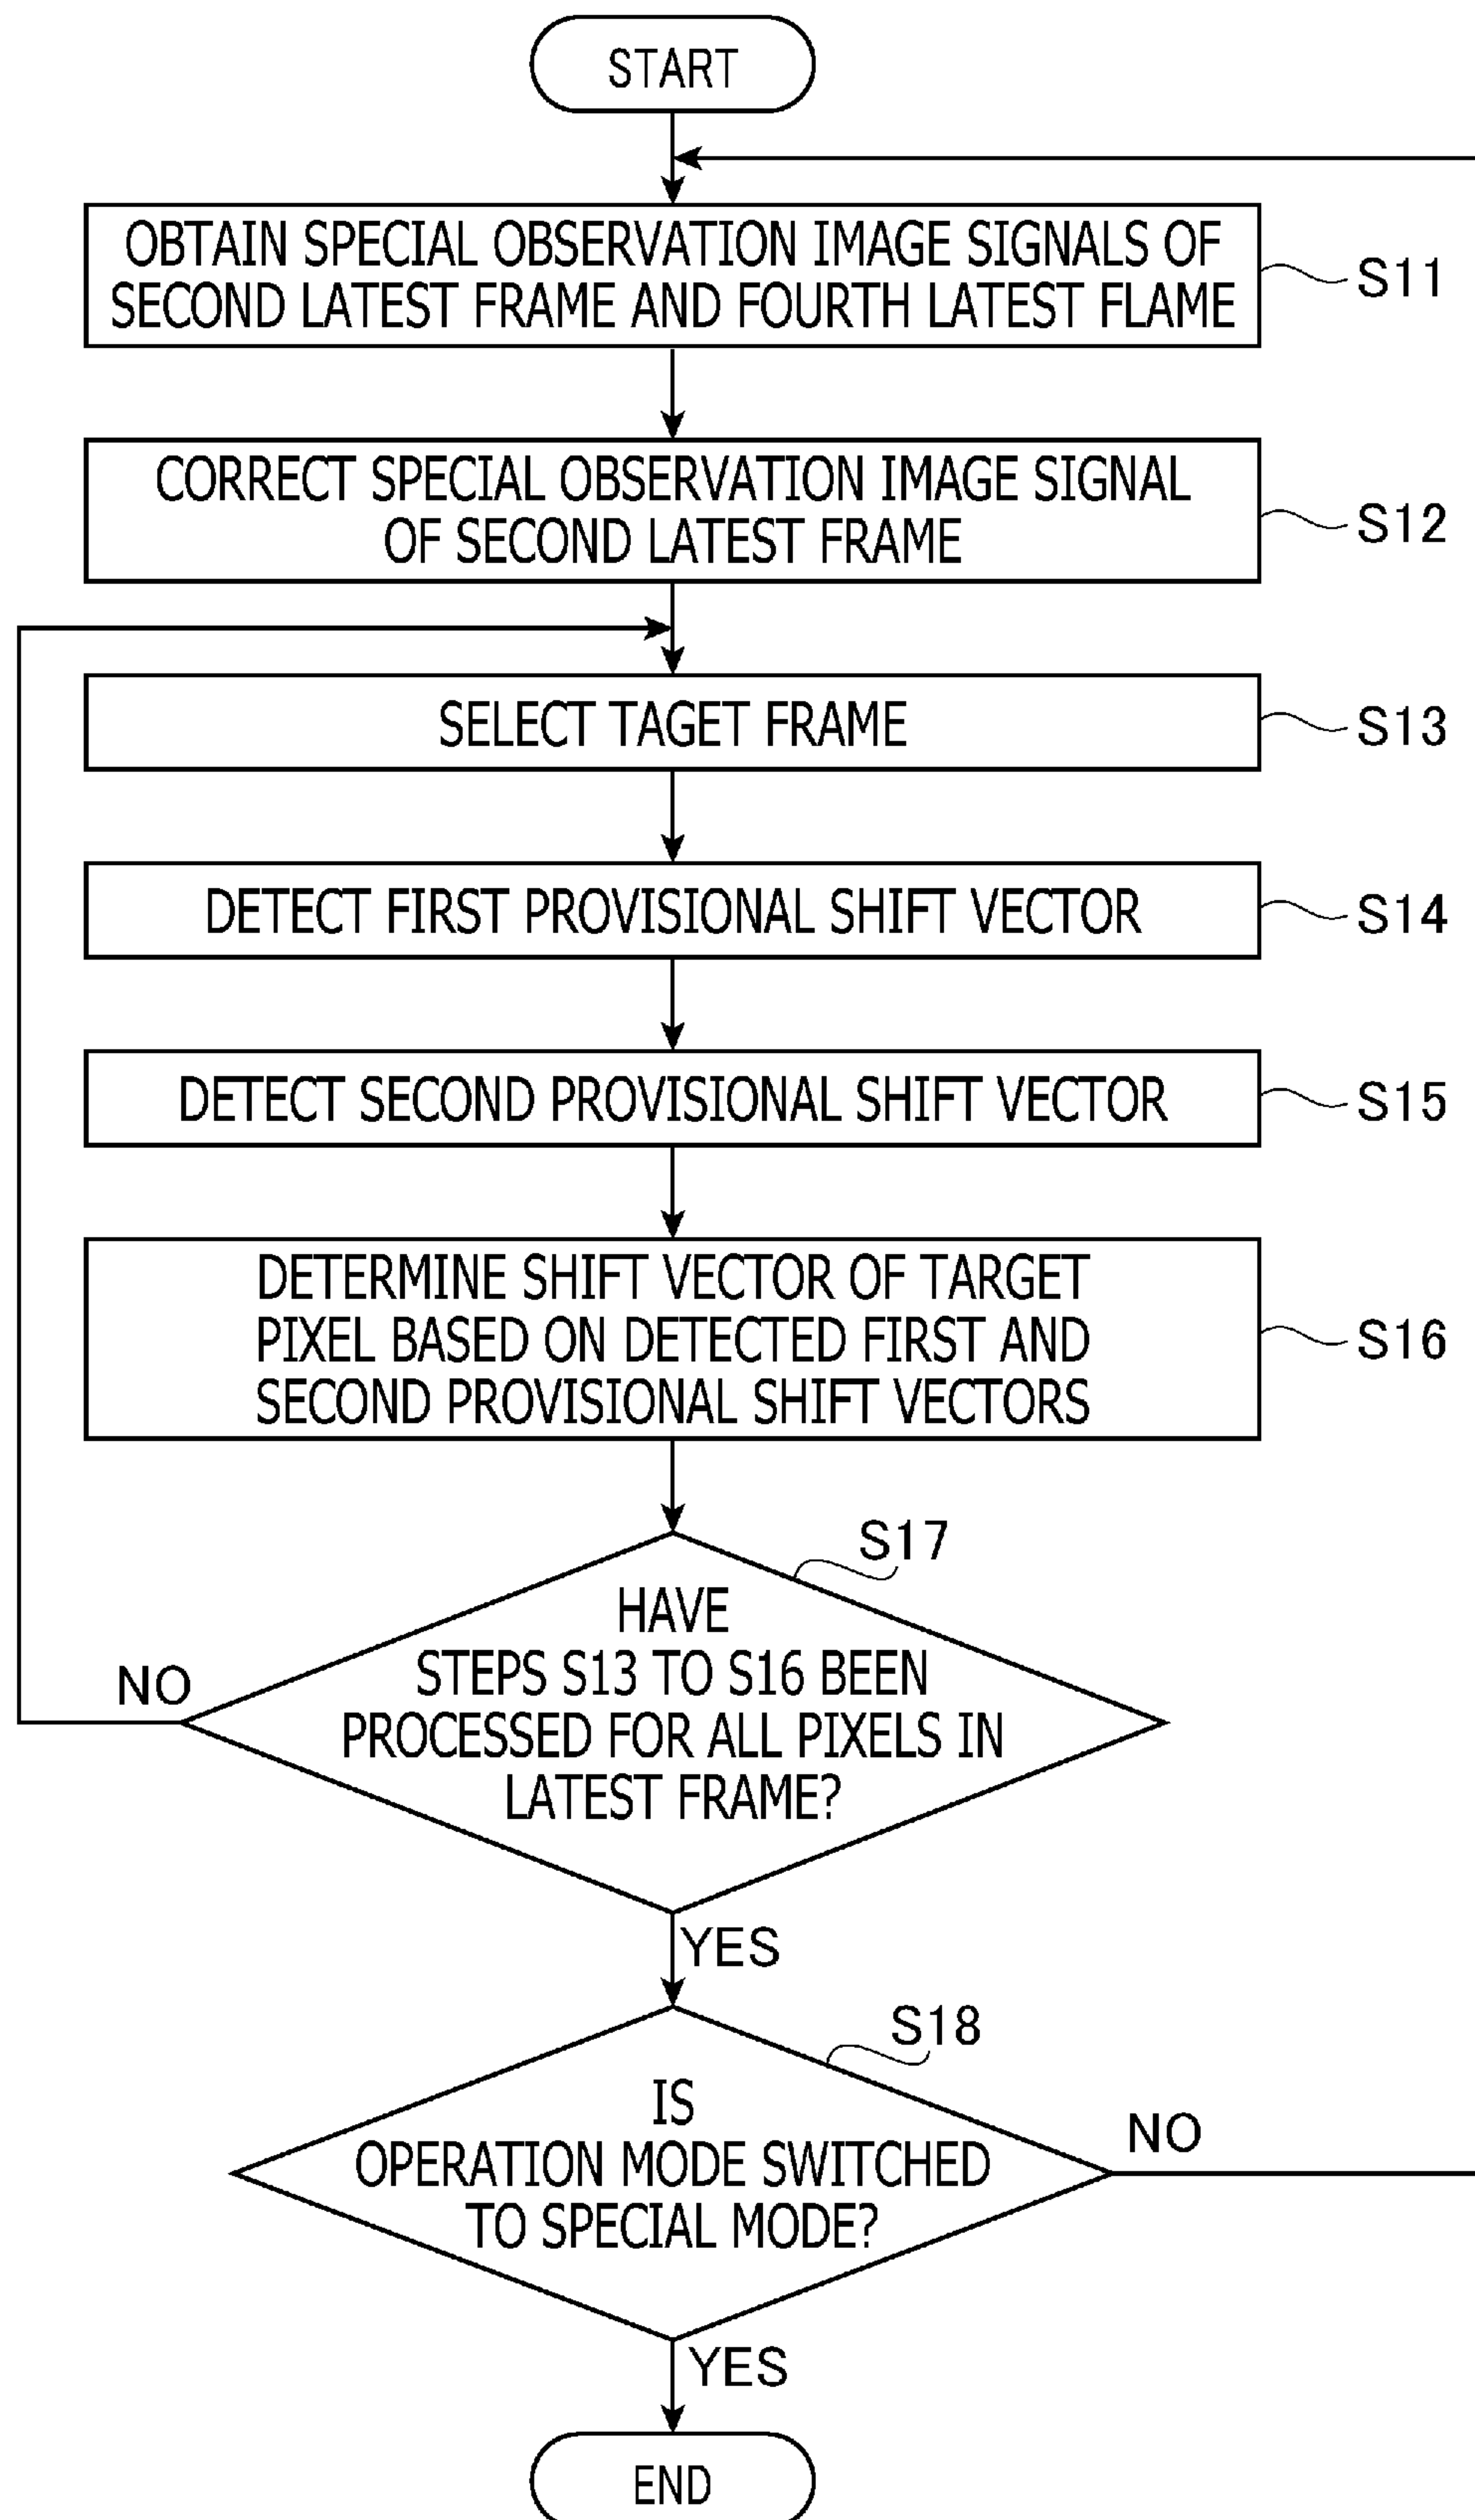 START
OBTAIN SPECIAL OBSERVATION IMAGE SIGNALS OF
SECOND LATEST FRAME AND FOURTH LATEST FLAME
S11
CORRECT SPECIAL OBSERVATION IMAGE SIGNAL
OF SECOND LATEST FRAME
S12
SELECT TAGET FRAME
S13
DETECT FIRST PROVISIONAL SHIFT VECTOR
S14
DETECT SECOND PROVISIONAL SHIFT VECTOR
S15
DETERMINE SHIFT VECTOR OF TARGET
PIXEL BASED ON DETECTED FIRST AND
SECOND PROVISIONAL SHIFT VECTORS
S16
S17
HAVE
STEPS S13 TO S16 BEEN
PROCESSED FOR ALL PIXELS IN
LATEST FRAME?
NO
YES
S18
IS
OPERATION MODE SWITCHED
TO SPECIAL MODE?
NO
YES
END